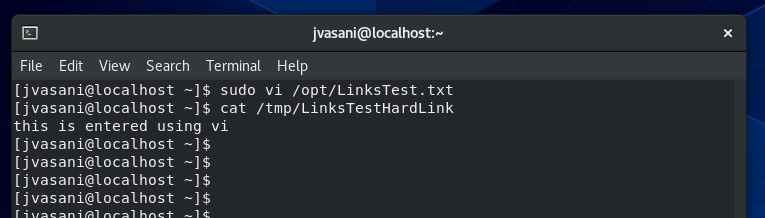 jvasani@localhost:~
File Edit View Search Terminal Help
[jvasani@localhost ~]$ sudo vi /opt/LinksTest.txt
[jvasani@localhost ~]$ cat /tmp/LinksTestHardLink
this is entered using vi
[jvasani@localhost ~]$
[jvasani@localhost ~]$
[jvasani@localhost ~]$
[jvasani@localhost ~]$
[jvasani@localhost ~]$